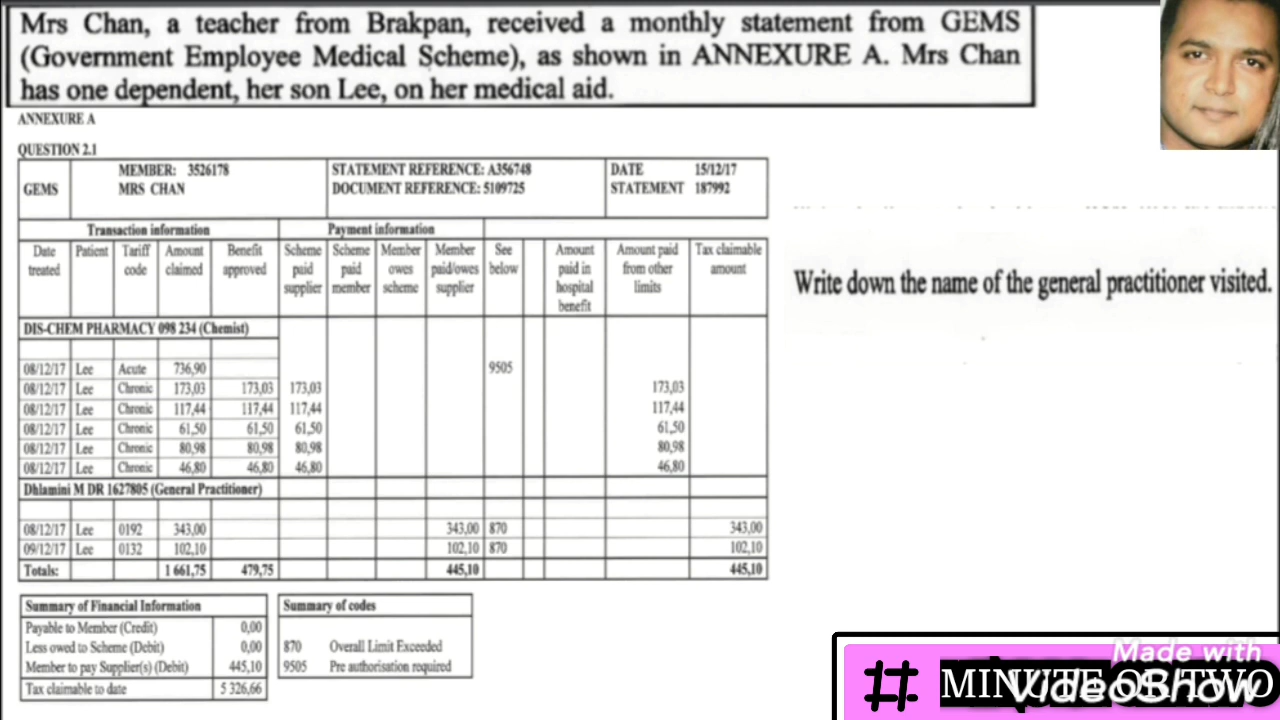 Mrs Chan, a teacher from Brakpan, received a monthly statement from GEMS
(Government Employee Medical Scheme), as shown in ANNEXURE A. Mrs Chan
has one dependent, her son Lee, on her medical aid.
ANNEXURE A
QUESTION 2.1
GEMS
MEMBER: 3526178
MRS CHAN
STATEMENT REFERENCE: A356748
DOCUMENT REFERENCE: 5109725
DATE 15/12/17
STATEMENT 187992
Transaction information Payment information
Date treated Patient Tariff code Amount claimed Benefit approved Scheme paid supplier Scheme paid member Member owes scheme Member paid/owes supplier See below Amount paid in hospital benefit Amount paid from other limits Tax claimable amount
DIS-CHEM PHARMACY 098 234 (Chemist)
08/12/17 Lee Acute 736,90 9505
08/12/17 Lee Chronic 173,03 173,03 173,03 173,03
08/12/17 Lee Chronic 117,44 117,44 117,44 117,44
08/12/17 Lee Chronic 61,50 61,50 61,50 61,50
08/12/17 Lee Chronic 80,98 80,98 80,98 80,98
08/12/17 Lee Chronic 46,80 46,80 46,80 46,80
Dhlamini M DR 1627805 (General Practitioner)
08/12/17 Lee 0192 343,00 343,00 870 343,00
09/12/17 Lee 0132 102,10 102,10 870 102,10
Totals: 1 661,75 479,75 445,10 445,10
Summary of Financial Information
Payable to Member (Credit) 0,00
Less owed to Scheme (Debit) 0,00
Member to pay Supplier(s) (Debit) 445,10
Tax claimable to date 5 326,66
Summary of codes
870 Overall Limit Exceeded
9505 Pre authorisation required
Write down the name of the general practitioner visited.
Made with
VideoShow
# MINUTE OR TWO